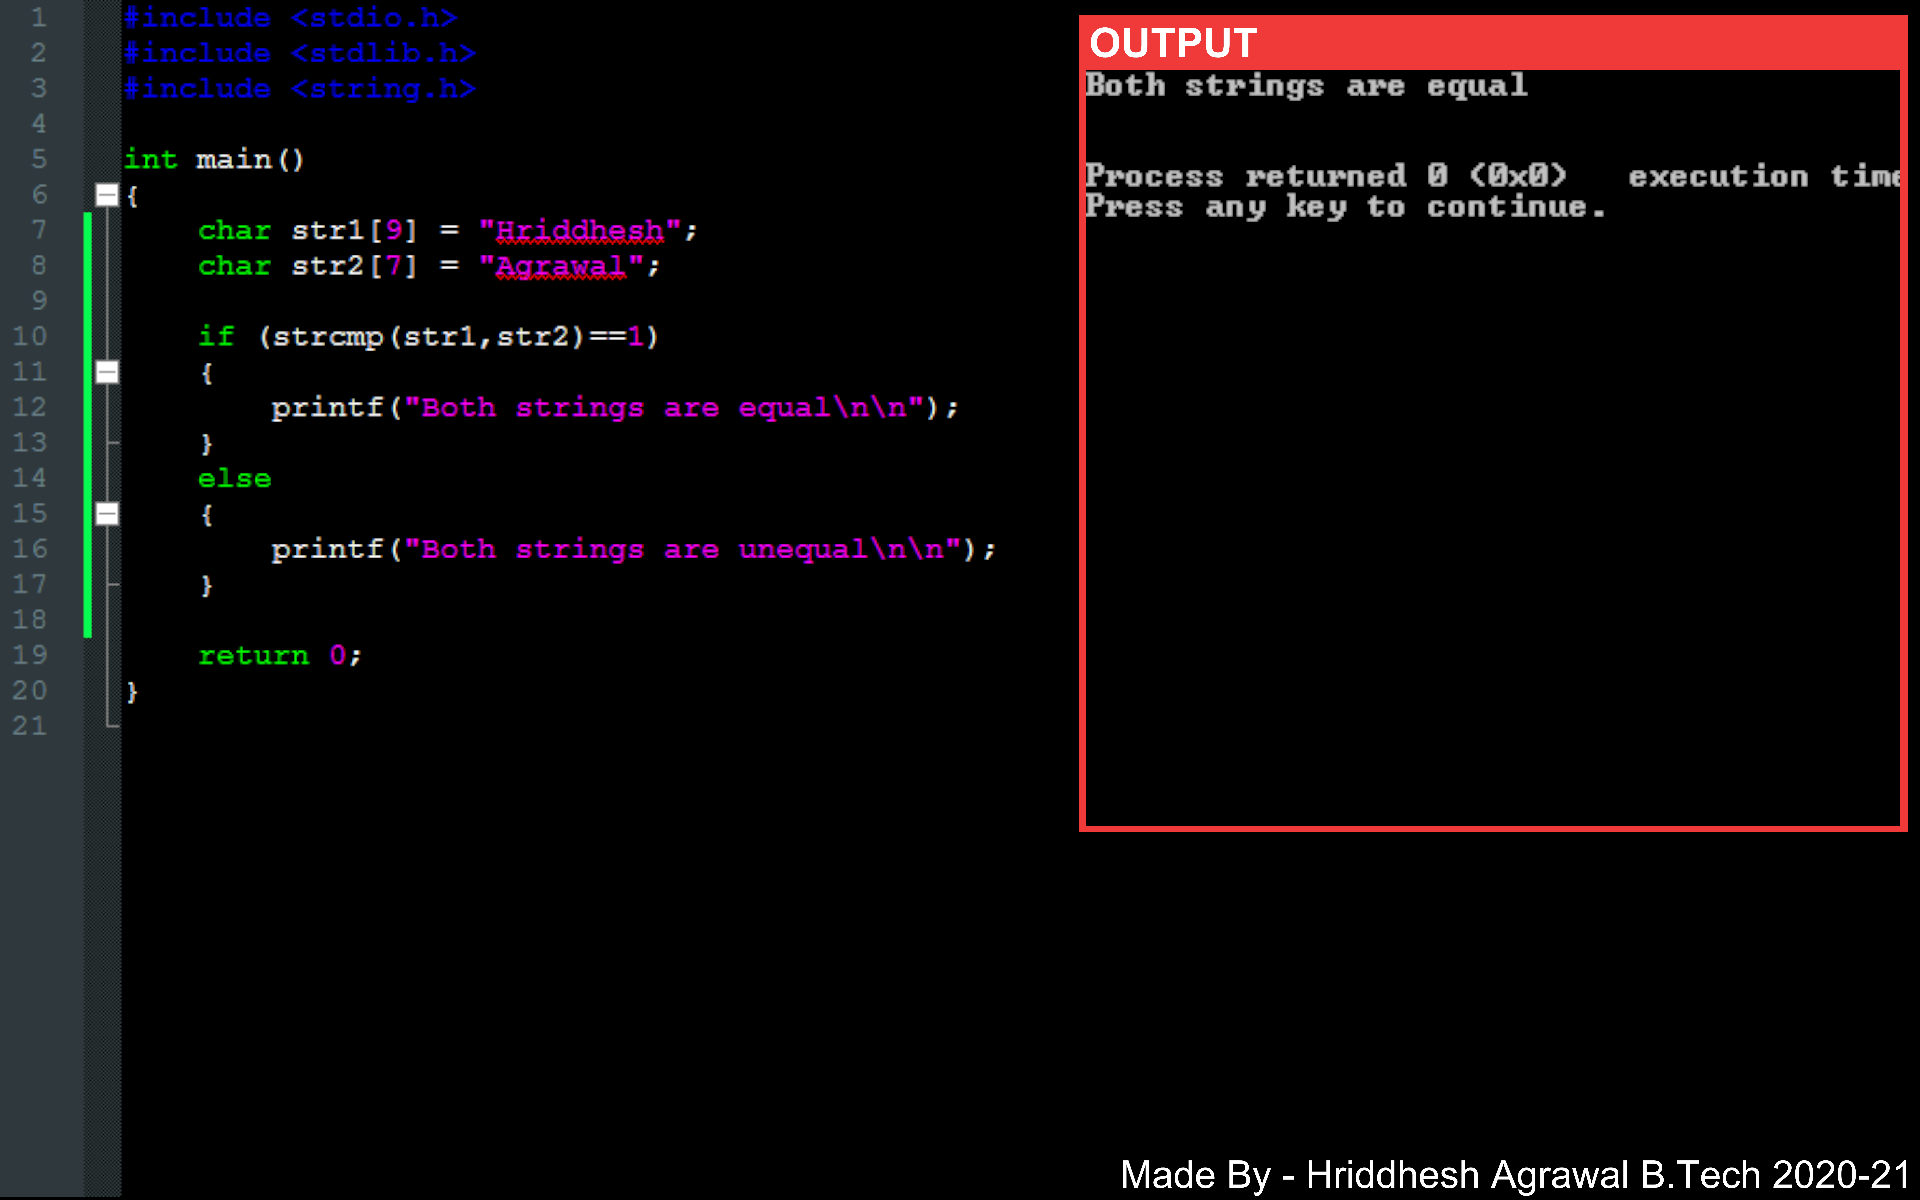 1 #include <stdio.h>
2 #include <stdlib.h>
3 #include <string.h>
4
5 int main()
6 {
7 char str1[9] = "Hriddhesh";
8 char str2[7] = "Agrawal";
9
10 if (strcmp(str1,str2)==1)
11 {
12 printf("Both strings are equal\n\n");
13 }
14 else
15 {
16 printf("Both strings are unequal\n\n");
17 }
18
19 return 0;
20 }
21
OUTPUT
Both strings are equal
Process returned 0 (0x0) execution time
Press any key to continue.
Made By - Hriddhesh Agrawal B.Tech 2020-21